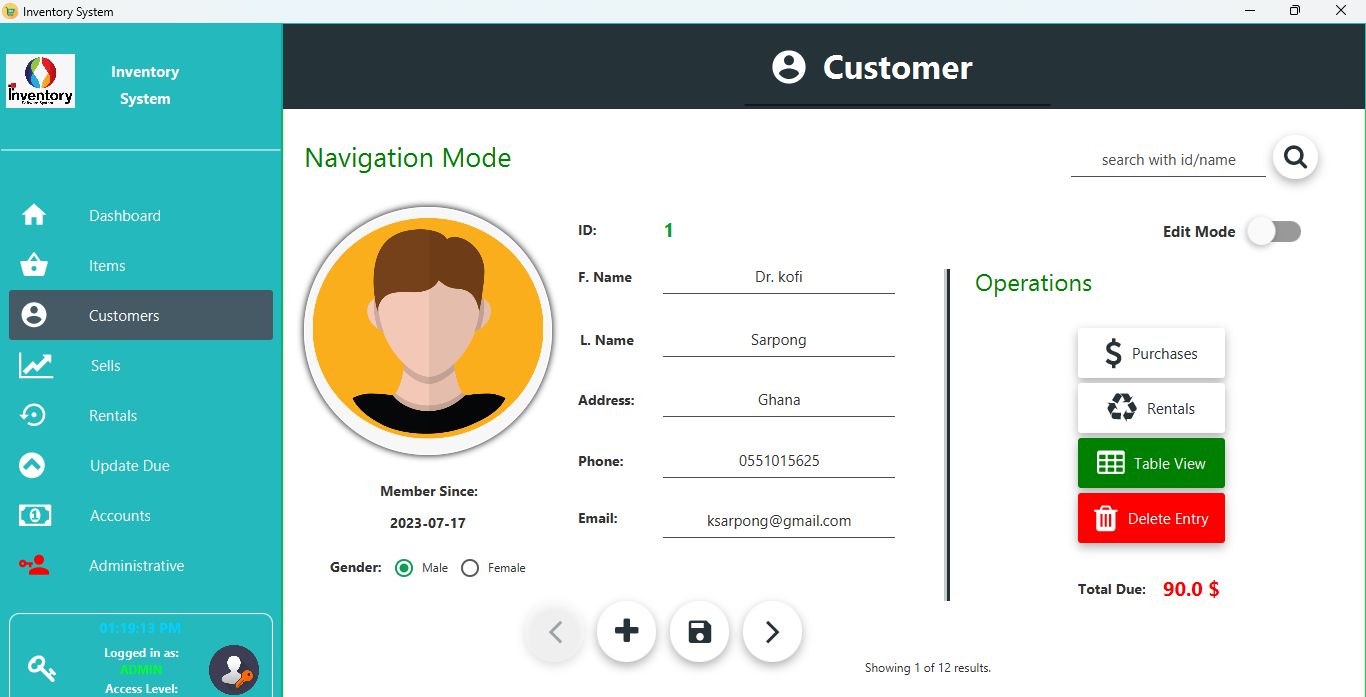 Inventory System
inventory
Inventory
System
Customer
Navigation Mode
search with id/name
Dashboard
Items
Customers
Sells
Rentals
Update Due
Accounts
Administrative
01:19:13 PM
Logged in as:
ADMIN
Access Level:
Member Since:
2023-07-17
Gender: Male Female
ID: 1
F. Name Dr. kofi
L. Name Sarpong
Address: Ghana
Phone: 0551015625
Email: ksarpong@gmail.com
Edit Mode
Operations
Purchases
Rentals
Table View
Delete Entry
Total Due: 90.0 $
Showing 1 of 12 results.